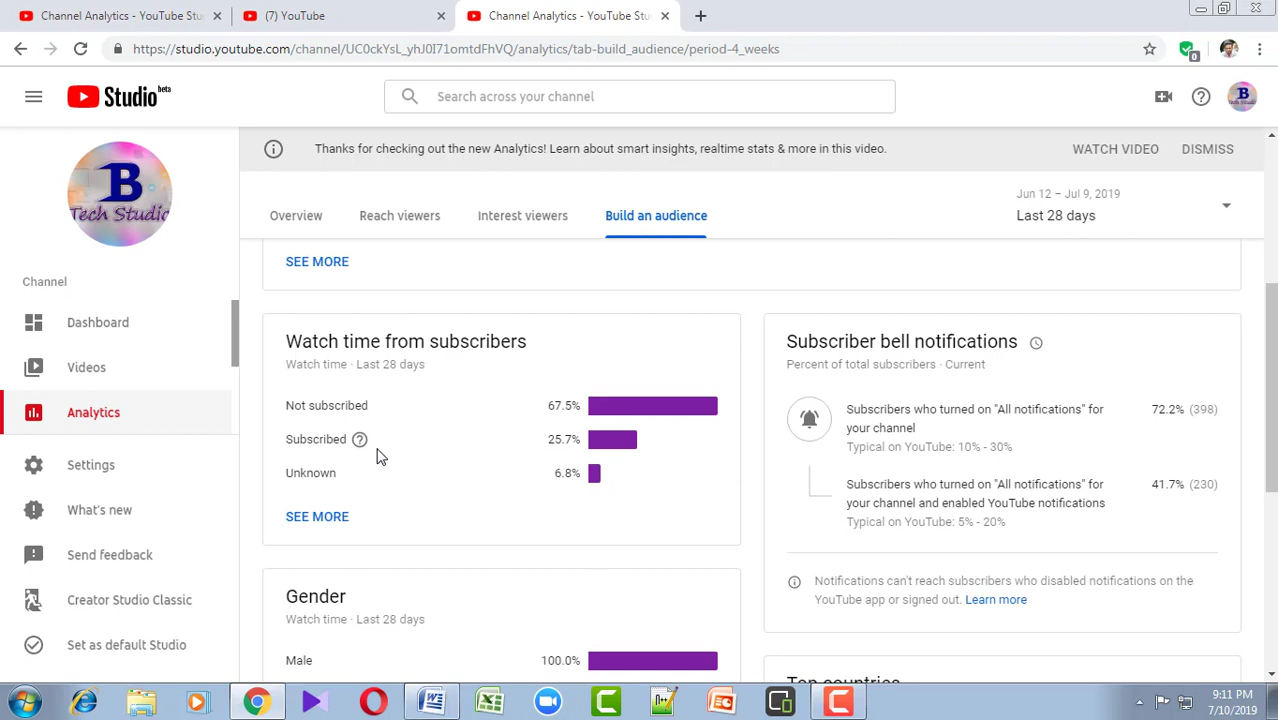 Channel Analytics - YouTube Stu
(7) YouTube
Channel Analytics - YouTube Stu
https://studio.youtube.com/channel/UC0ckYsL_yhJ0I71omtdFhVQ/analytics/tab-build_audience/period-4_weeks
0
Studio beta
Search across your channel
B
B
Tech Studio
Thanks for checking out the new Analytics! Learn about smart insights, realtime stats & more in this video.
WATCH VIDEO
DISMISS
Overview
Reach viewers
Interest viewers
Build an audience
Jun 12 – Jul 9, 2019
Last 28 days
Channel
Dashboard
Videos
Analytics
Settings
What's new
Send feedback
Creator Studio Classic
Set as default Studio
SEE MORE
Watch time from subscribers
Watch time · Last 28 days
Not subscribed 67.5%
Subscribed 25.7%
Unknown 6.8%
SEE MORE
Gender
Watch time · Last 28 days
Male 100.0%
Subscriber bell notifications
Percent of total subscribers · Current
Subscribers who turned on "All notifications" for 72.2% (398)
your channel
Typical on YouTube: 10% - 30%
Subscribers who turned on "All notifications" for 41.7% (230)
your channel and enabled YouTube notifications
Typical on YouTube: 5% - 20%
Notifications can't reach subscribers who disabled notifications on the
YouTube app or signed out. Learn more
Top countries
9:11 PM
7/10/2019